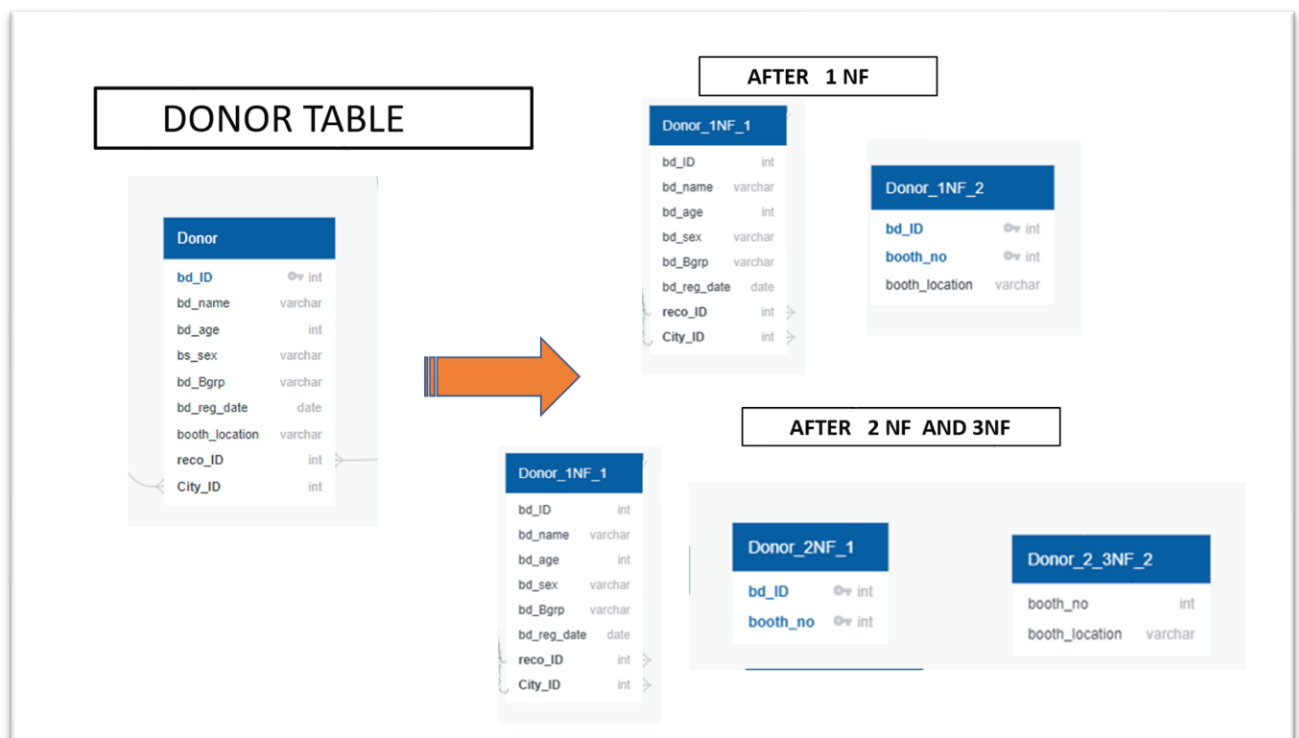 DONOR TABLE
Donor
bd_ID int
bd_name varchar
bd_age int
bs_sex varchar
bd_Bgrp varchar
bd_reg_date date
booth_location varchar
reco_ID int
City_ID int
AFTER 1 NF
Donor_1NF_1
bd_ID int
bd_name varchar
bd_age int
bd_sex varchar
bd_Bgrp varchar
bd_reg_date date
reco_ID int
City_ID int
Donor_1NF_2
bd_ID int
booth_no int
booth_location varchar
AFTER 2 NF AND 3NF
Donor_1NF_1
bd_ID int
bd_name varchar
bd_age int
bd_sex varchar
bd_Bgrp varchar
bd_reg_date date
reco_ID int
City_ID int
Donor_2NF_1
bd_ID int
booth_no int
Donor_2_3NF_2
booth_no int
booth_location varchar